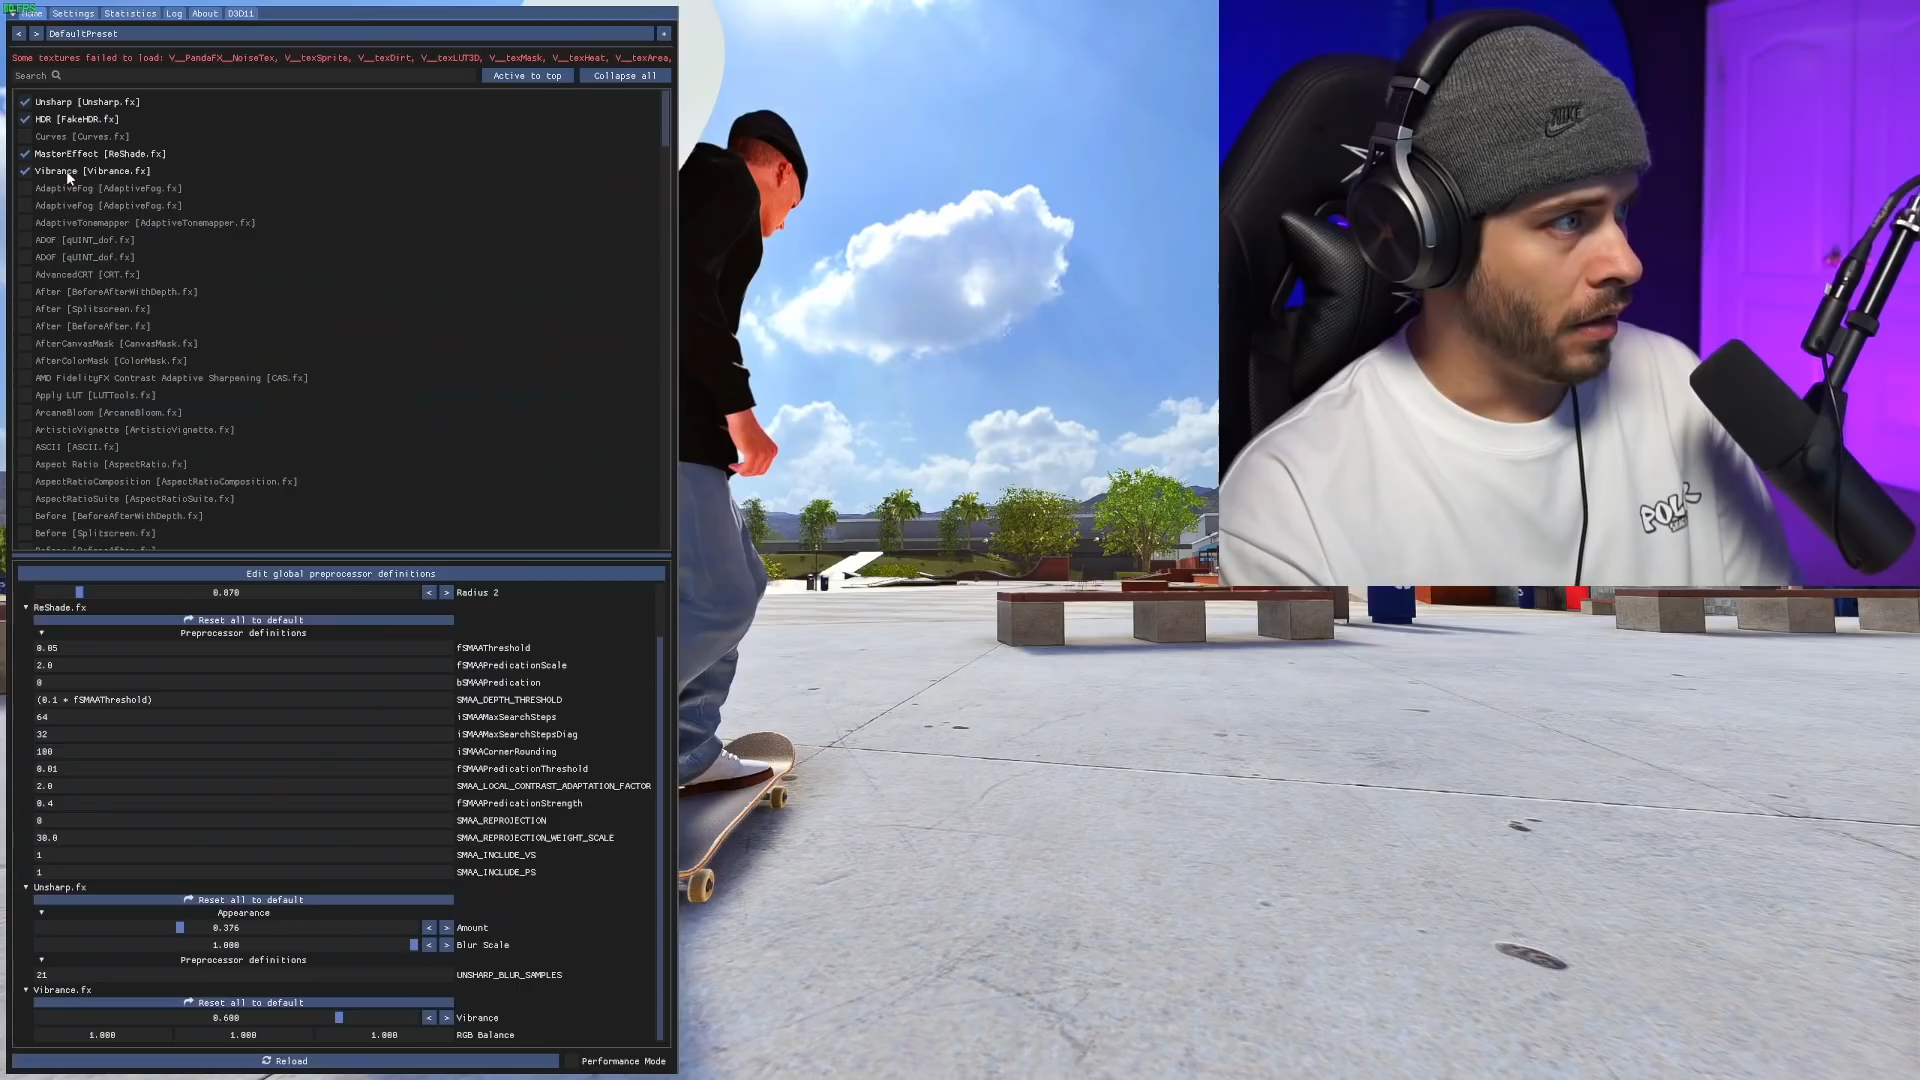 Home Settings Statistics Log About D3D11
< > DefaultPreset +
Some textures failed to load: V__PandaFX__NoiseTex, V__texSprite, V__texDirt, V__texLUT3D, V__texMask, V__texHeat, V__texArea,
Search Active to top Collapse all
Unsharp [Unsharp.fx]
HDR [FakeHDR.fx]
Curves [Curves.fx]
MasterEffect [ReShade.fx]
Vibrance [Vibrance.fx]
AdaptiveFog [AdaptiveFog.fx]
AdaptiveFog [AdaptiveFog.fx]
AdaptiveTonemapper [AdaptiveTonemapper.fx]
ADOF [qUINT_dof.fx]
ADOF [qUINT_dof.fx]
AdvancedCRT [CRT.fx]
After [BeforeAfterWithDepth.fx]
After [Splitscreen.fx]
After [BeforeAfter.fx]
AfterCanvasMask [CanvasMask.fx]
AfterColorMask [ColorMask.fx]
AMD FidelityFX Contrast Adaptive Sharpening [CAS.fx]
Apply LUT [LUTTools.fx]
ArcaneBloom [ArcaneBloom.fx]
ArtisticVignette [ArtisticVignette.fx]
ASCII [ASCII.fx]
Aspect Ratio [AspectRatio.fx]
AspectRatioComposition [AspectRatioComposition.fx]
AspectRatioSuite [AspectRatioSuite.fx]
Before [BeforeAfterWithDepth.fx]
Before [Splitscreen.fx]
Before [BeforeAfter.fx]
Edit global preprocessor definitions
0.070 < > Radius 2
ReShade.fx
Reset all to default
Preprocessor definitions
0.05 fSMAAThreshold
2.0 fSMAAPredicationScale
0 bSMAAPredication
(0.1 * fSMAAThreshold) SMAA_DEPTH_THRESHOLD
64 iSMAAMaxSearchSteps
32 iSMAAMaxSearchStepsDiag
100 iSMAACornerRounding
0.01 fSMAAPredicationThreshold
2.0 SMAA_LOCAL_CONTRAST_ADAPTATION_FACTOR
0.4 fSMAAPredicationStrength
0 SMAA_REPROJECTION
30.0 SMAA_REPROJECTION_WEIGHT_SCALE
1 SMAA_INCLUDE_VS
1 SMAA_INCLUDE_PS
Unsharp.fx
Reset all to default
Appearance
0.376 < > Amount
1.000 < > Blur Scale
Preprocessor definitions
21 UNSHARP_BLUR_SAMPLES
Vibrance.fx
Reset all to default
0.600 < > Vibrance
1.000 1.000 1.000 RGB Balance
Reload Performance Mode
NIKE